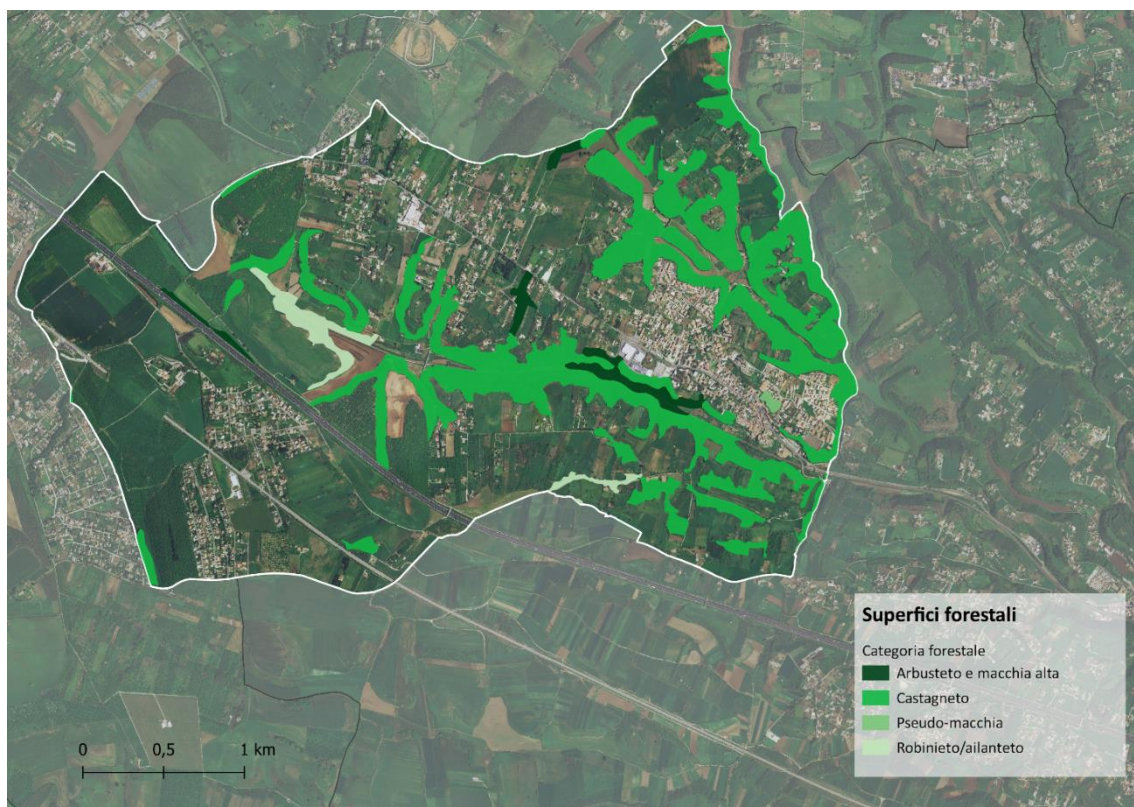 Superfici forestali
Categoria forestale
Arbusteto e macchia alta
Castagneto
Pseudo-macchia
Robinieto/ailanteto
0 0,5 1 km